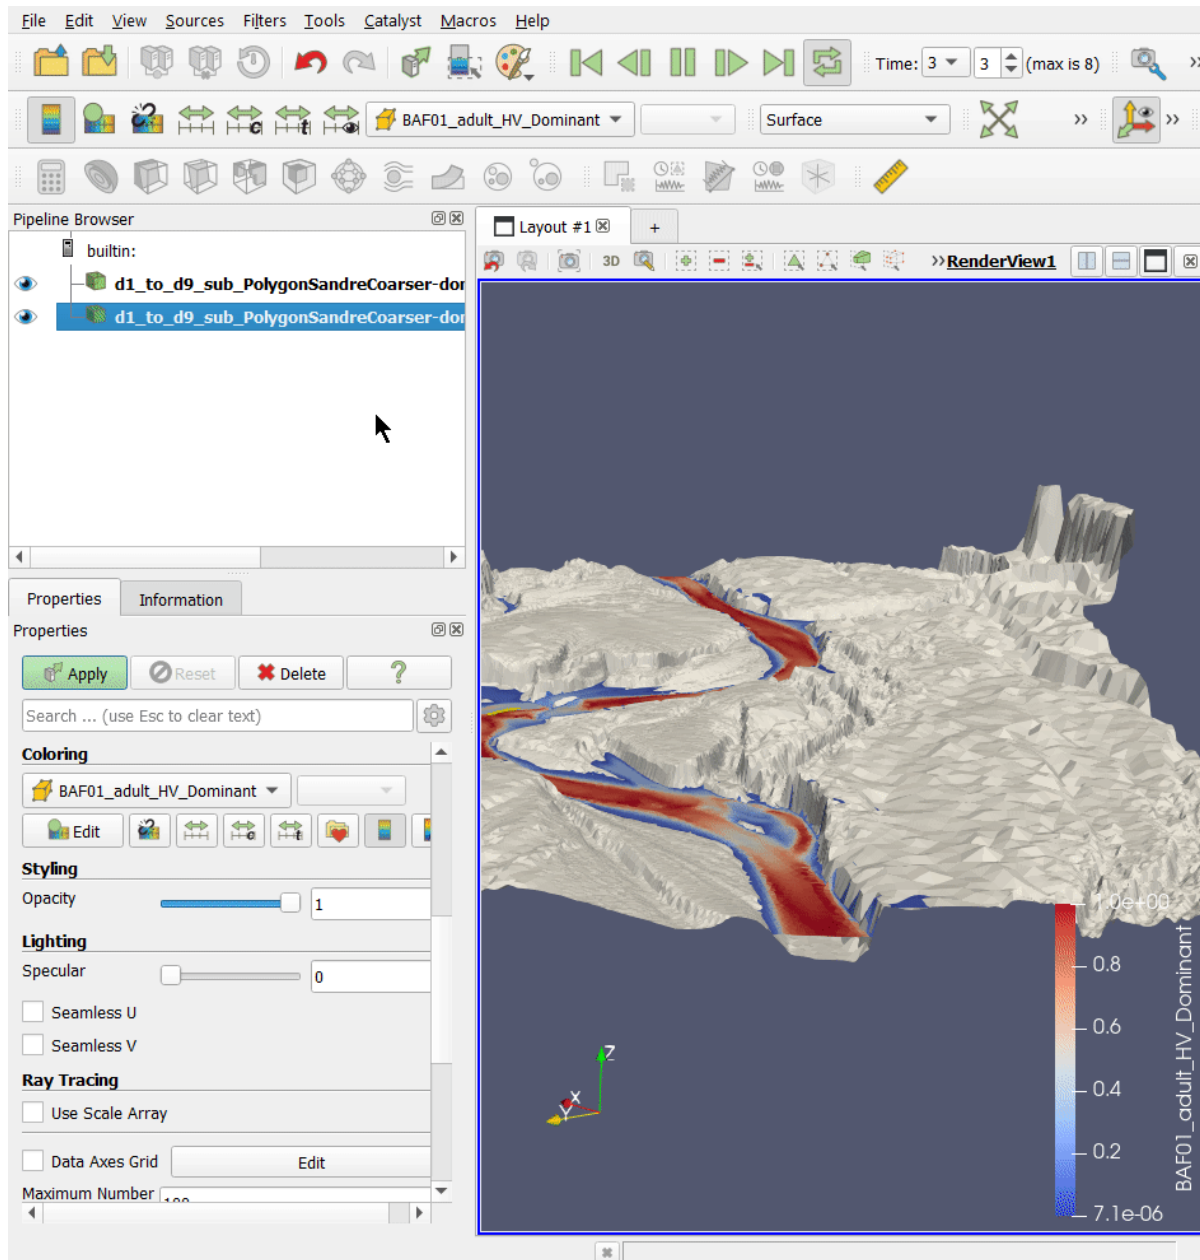 File Edit View Sources Filters Tools Catalyst Macros Help
Time: 3 3 (max is 8)
BAF01_adult_HV_Dominant Surface
Pipeline Browser
Layout #1 +
builtin:
3D
RenderView1
d1_to_d9_sub_PolygonSandreCoarser-dor
d1_to_d9_sub_PolygonSandreCoarser-dor
Properties Information
Properties
Apply Reset Delete ?
Search ... (use Esc to clear text)
Coloring
BAF01_adult_HV_Dominant
Edit
Styling
Opacity 1
Lighting
Specular 0
Seamless U
Seamless V
Ray Tracing
Use Scale Array
Data Axes Grid Edit
Maximum Number 100
Z
X
Y
1.0e+00
0.8
0.6
0.4
0.2
7.1e-06
BAF01_adult_HV_Dominant